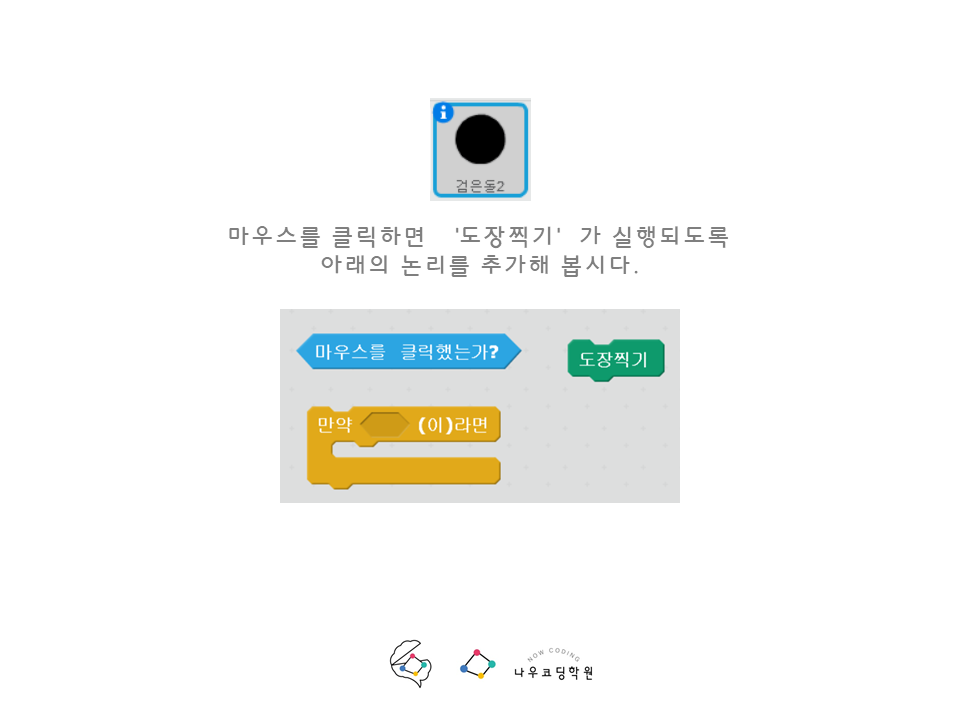 검은돌2
마우스를 클릭하면 '도장찍기' 가 실행되도록
아래의 논리를 추가해 봅시다.
마우스를 클릭했는가? 도장찍기
만약 (이)라면
NOW CODING
나우코딩학원